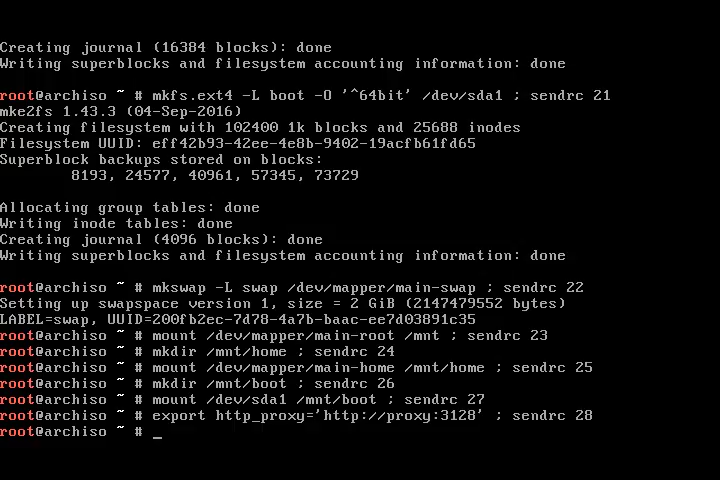 Creating journal (16384 blocks): done
Writing superblocks and filesystem accounting information: done
root@archiso ~ # mkfs.ext4 -L boot -O '^64bit' /dev/sda1 ; sendrc 21
mke2fs 1.43.3 (04-Sep-2016)
Creating filesystem with 102400 1k blocks and 25688 inodes
Filesystem UUID: eff42b93-42ee-4e8b-9402-19acfb61fd65
Superblock backups stored on blocks:
        8193, 24577, 40961, 57345, 73729
Allocating group tables: done
Writing inode tables: done
Creating journal (4096 blocks): done
Writing superblocks and filesystem accounting information: done
root@archiso ~ # mkswap -L swap /dev/mapper/main-swap ; sendrc 22
Setting up swapspace version 1, size = 2 GiB (2147479552 bytes)
LABEL=swap, UUID=200fb2ec-7d78-4a7b-baac-ee7d03891c35
root@archiso ~ # mount /dev/mapper/main-root /mnt ; sendrc 23
root@archiso ~ # mkdir /mnt/home ; sendrc 24
root@archiso ~ # mount /dev/mapper/main-home /mnt/home ; sendrc 25
root@archiso ~ # mkdir /mnt/boot ; sendrc 26
root@archiso ~ # mount /dev/sda1 /mnt/boot ; sendrc 27
root@archiso ~ # export http_proxy='http://proxy:3128' ; sendrc 28
root@archiso ~ # _